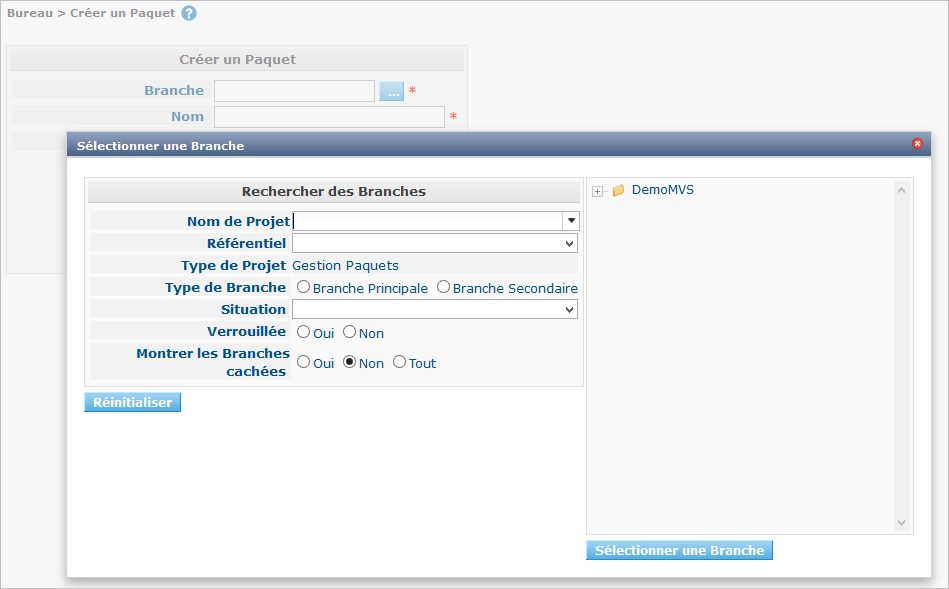 Bureau > Créer un Paquet ?
Créer un Paquet
Branche ... *
Nom *
Sélectionner une Branche
Rechercher des Branches
Nom de Projet
Référentiel
Type de Projet Gestion Paquets
Type de Branche Branche Principale Branche Secondaire
Situation
Verrouillée Oui Non
Montrer les Branches
cachées Oui Non Tout
Réinitialiser
DemoMVS
Sélectionner une Branche